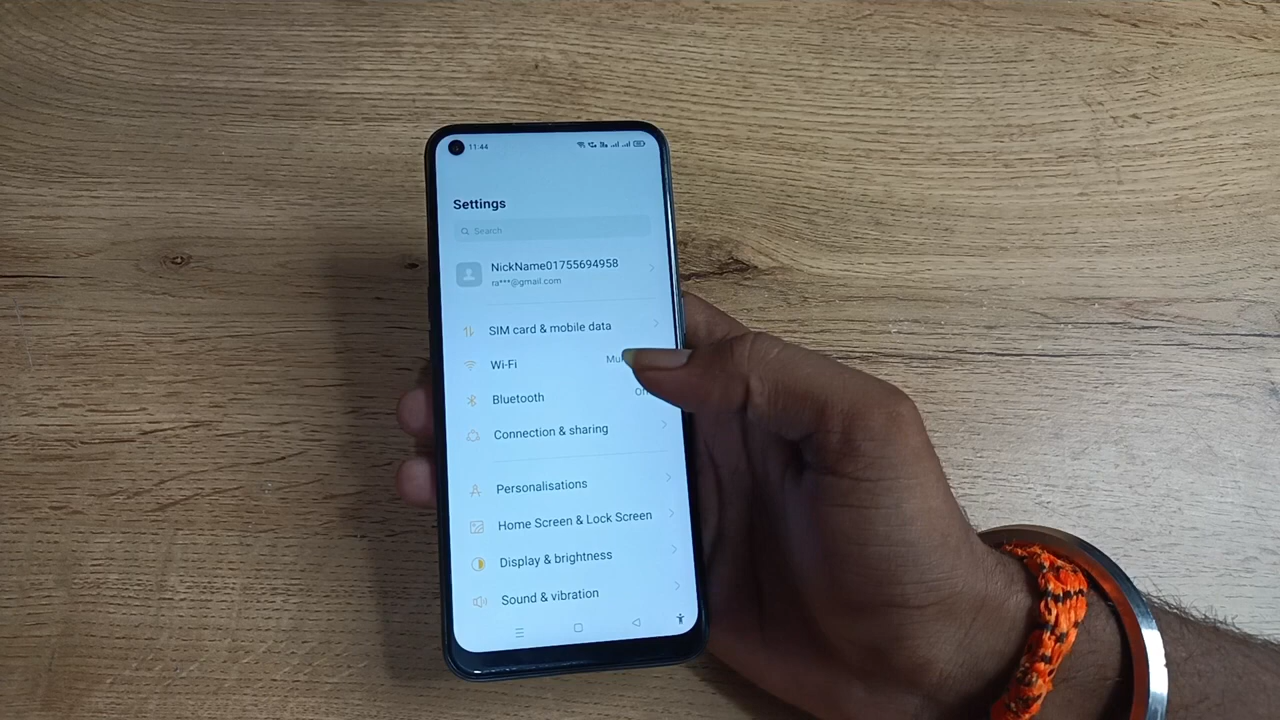 11:44
Settings
Search
NickName01755694958
ra***@gmail.com
SIM card & mobile data
Wi-Fi
Bluetooth
Connection & sharing
Personalisations
Home Screen & Lock Screen
Display & brightness
Sound & vibration